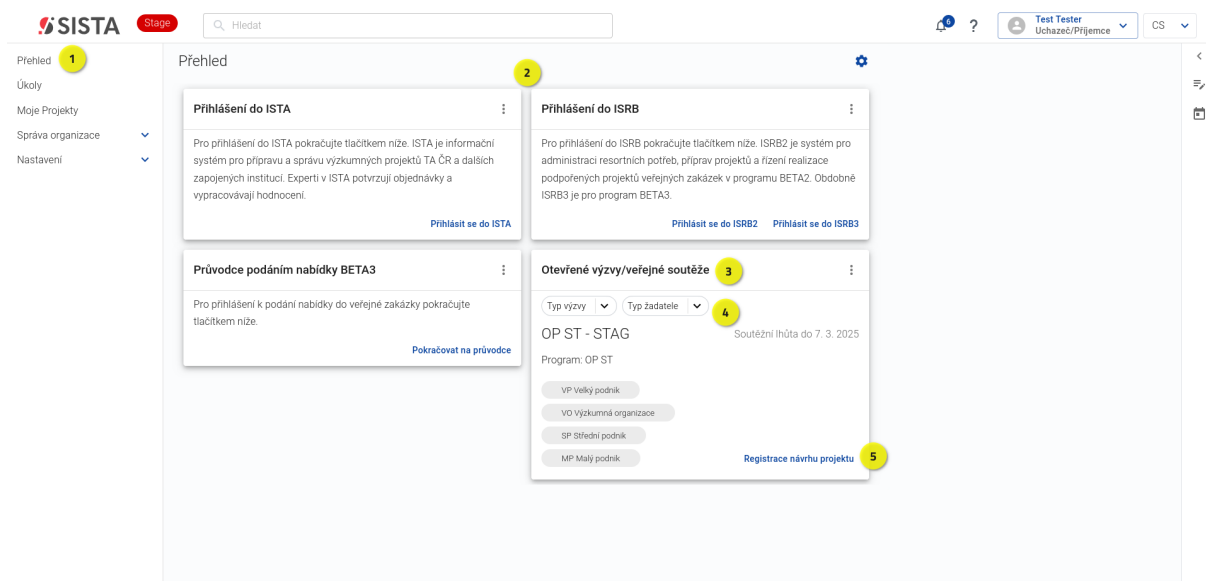 SISTA
Stage
Hledat
6
?
Test Tester
Uchazeč/Příjemce
CS
Přehled
1
Úkoly
Moje Projekty
Správa organizace
Nastavení
Přehled
2
Přihlášení do ISTA
Pro přihlášení do ISTA pokračujte tlačítkem níže. ISTA je informační
systém pro přípravu a správu výzkumných projektů TA ČR a dalších
zapojených institucí. Experti v ISTA potvrzují objednávky a
vypracovávají hodnocení.
Přihlásit se do ISTA
Přihlášení do ISRB
Pro přihlášení do ISRB pokračujte tlačítkem níže. ISRB2 je systém pro
administraci resortních potřeb, příprav projektů a řízení realizace
podpořených projektů veřejných zakázek v programu BETA2. Obdobně
ISRB3 je pro program BETA3.
Přihlásit se do ISRB2 Přihlásit se do ISRB3
Průvodce podáním nabídky BETA3
Pro přihlášení k podání nabídky do veřejné zakázky pokračujte
tlačítkem níže.
Pokračovat na průvodce
Otevřené výzvy/veřejné soutěže
3
Typ výzvy Typ žadatele
4
OP ST - STAG
Soutěžní lhůta do 7. 3. 2025
Program: OP ST
VP Velký podnik
VO Výzkumná organizace
SP Střední podnik
MP Malý podnik
Registrace návrhu projektu
5